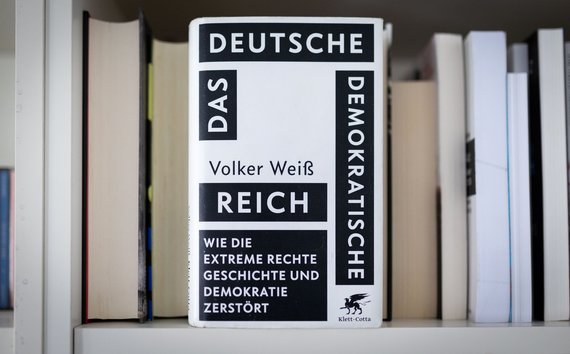 DAS
DEUTSCHE
DEMOKRATISCHE
Volker Weiß
REICH
WIE DIE
EXTREME RECHTE
GESCHICHTE UND
DEMOKRATIE
ZERSTÖRT
Klett-Cotta